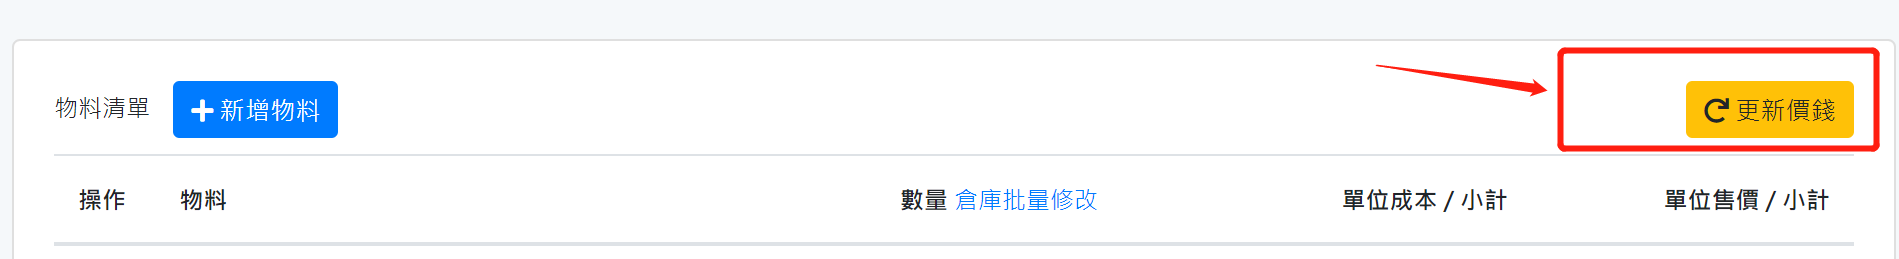 物料清單 新增物料 更新價錢
操作 物料 數量 倉庫批量修改 單位成本 / 小計 單位售價 / 小計